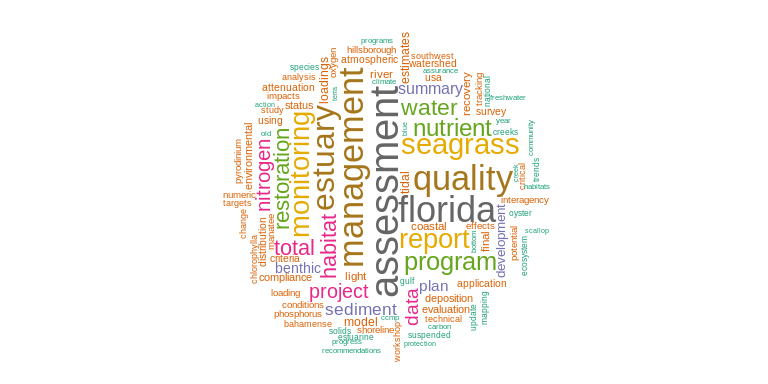 programs
hillsborough
southwest
atmospheric
watershed
estimates
oxygen
species
analysis
river
assurance
usa
climate
attenuation
loadings
summary
recovery
tracking
national
impacts
tera
freshwater
action
status
water
survey
study
using
year
blue
nutrient
creeks
community
old
monitoring
estuary
management
assessment
seagrass
restoration
environmental
pyrodinium
nitrogen
quality
tidal
creek
critical
trends
habitats
numeric
targets
florida
interagency
oyster
change
manatee
distribution
chlorophylla
habitat
coastal
effects
scallop
total
report
final
bottom
potential
development
ecosystem
criteria
benthic
program
compliance
light
gulf
application
loading
project
data
plan
deposition
mapping
update
conditions
phosphorus
sediment
evaluation
bahamense
model
ccmp
technical
carbon
solids
shoreline
workshop
suspended
estuarine
progress
protection
recommendations